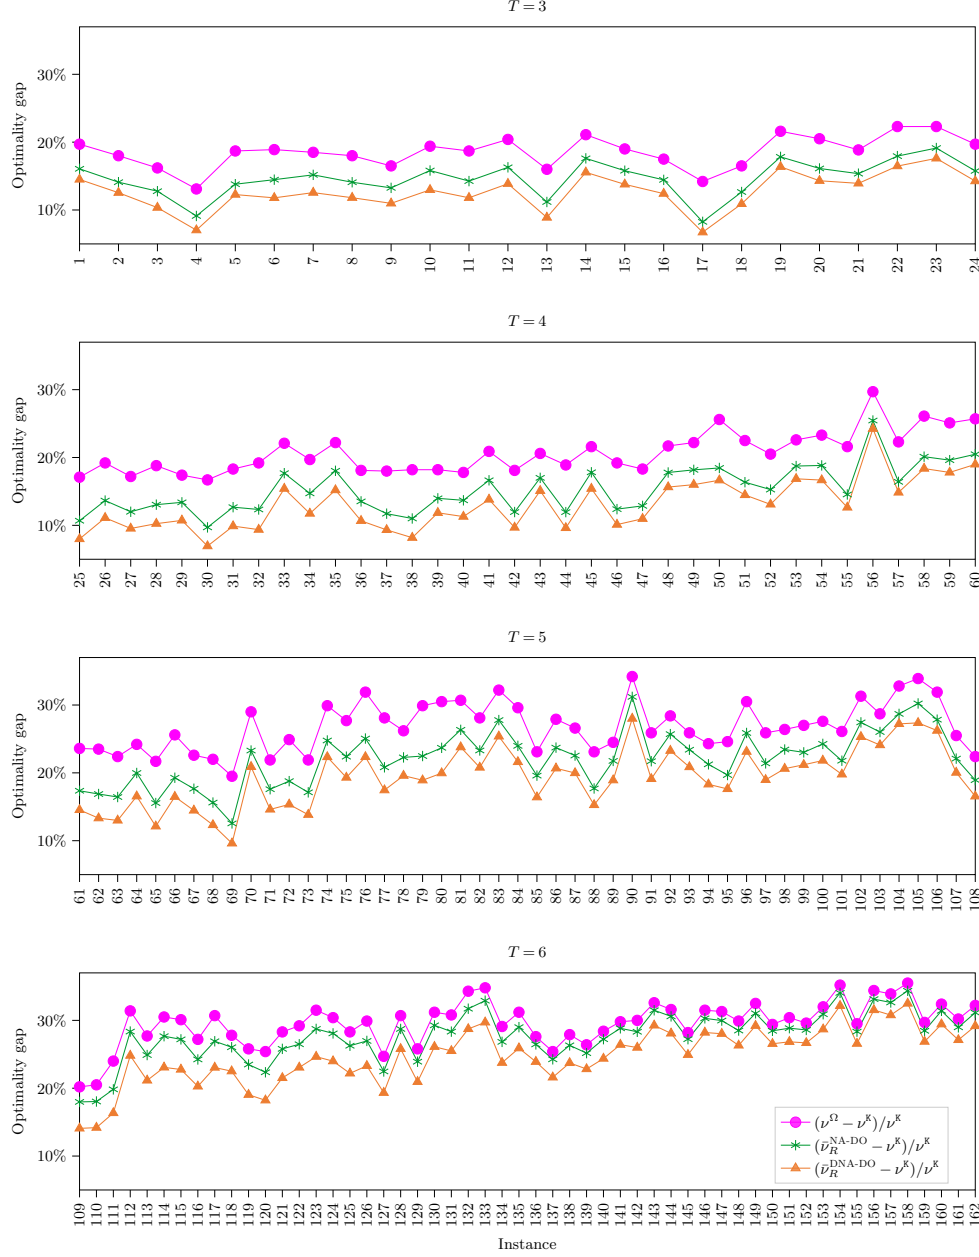 T = 3
Optimality gap
30%
20%
10%
1 2 3 4 5 6 7 8 9 10 11 12 13 14 15 16 17 18 19 20 21 22 23 24
T = 4
Optimality gap
30%
20%
10%
25 26 27 28 29 30 31 32 33 34 35 36 37 38 39 40 41 42 43 44 45 46 47 48 49 50 51 52 53 54 55 56 57 58 59 60
T = 5
Optimality gap
30%
20%
10%
61 62 63 64 65 66 67 68 69 70 71 72 73 74 75 76 77 78 79 80 81 82 83 84 85 86 87 88 89 90 91 92 93 94 95 96 97 98 99 100 101 102 103 104 105 106 107 108
T = 6
Optimality gap
30%
20%
10%
(ν^Ω − ν^K)/ν^K
(ν̄_R^NA-DO − ν^K)/ν^K
(ν̄_R^DNA-DO − ν^K)/ν^K
109 110 111 112 113 114 115 116 117 118 119 120 121 122 123 124 125 126 127 128 129 130 131 132 133 134 135 136 137 138 139 140 141 142 143 144 145 146 147 148 149 150 151 152 153 154 155 156 157 158 159 160 161 162
Instance